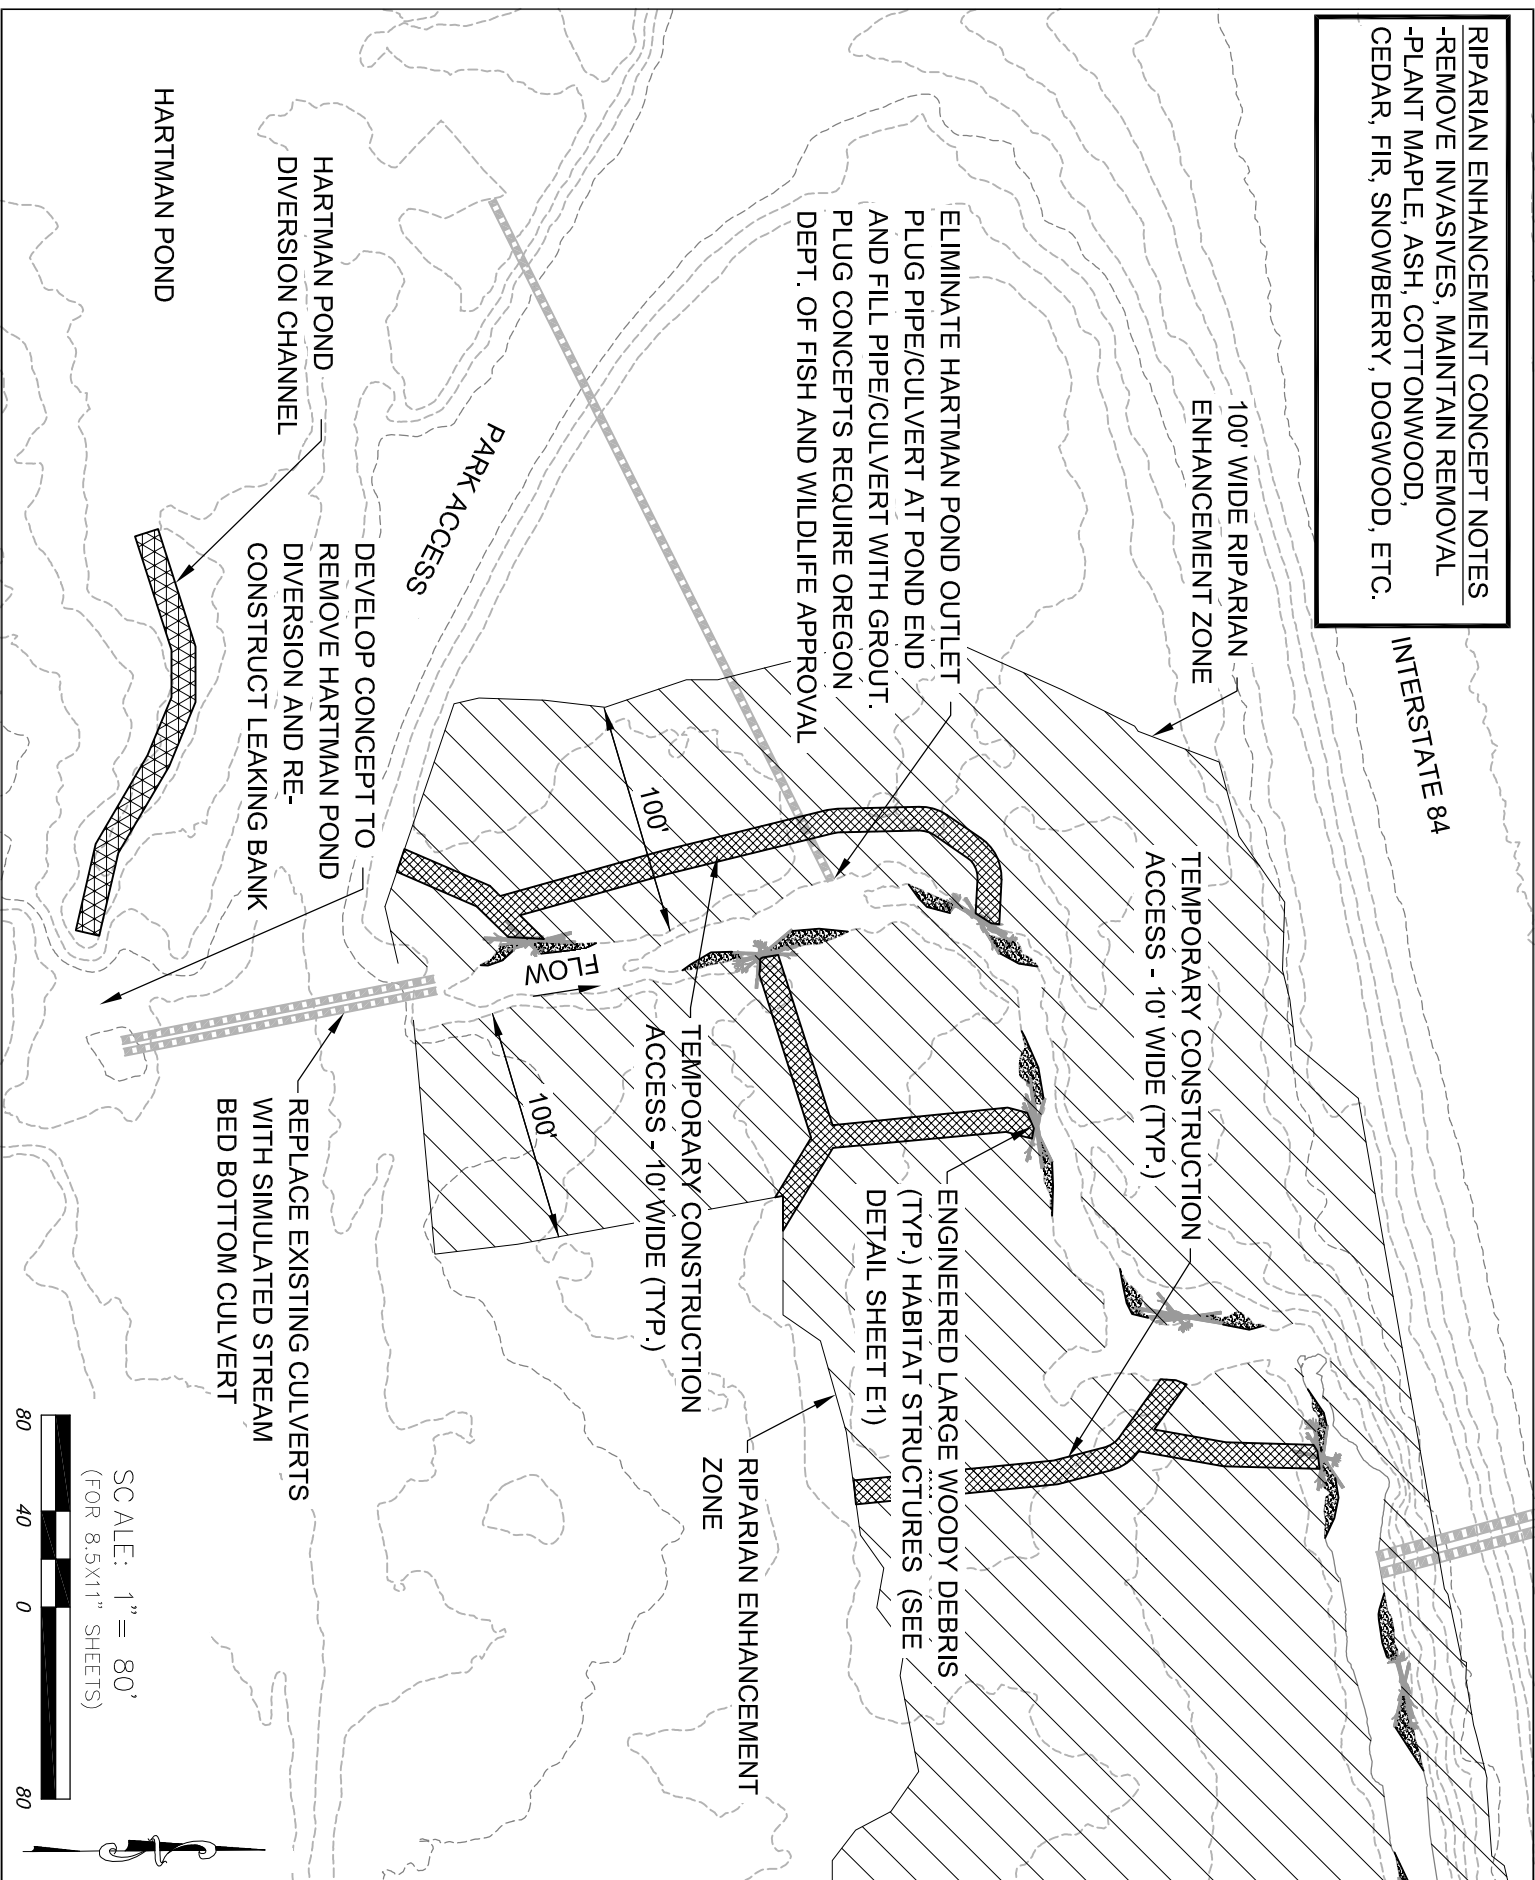 RIPARIAN ENHANCEMENT CONCEPT NOTES
-REMOVE INVASIVES, MAINTAIN REMOVAL
-PLANT MAPLE, ASH, COTTONWOOD,
CEDAR, FIR, SNOWBERRY, DOGWOOD, ETC.
INTERSTATE 84
100' WIDE RIPARIAN
ENHANCEMENT ZONE
TEMPORARY CONSTRUCTION
ACCESS - 10' WIDE (TYP.)
ELIMINATE HARTMAN POND OUTLET
PLUG PIPE/CULVERT AT POND END
AND FILL PIPE/CULVERT WITH GROUT.
PLUG CONCEPTS REQUIRE OREGON
DEPT. OF FISH AND WILDLIFE APPROVAL
ENGINEERED LARGE WOODY DEBRIS
(TYP.) HABITAT STRUCTURES (SEE
DETAIL SHEET E1)
100'
FLOW
100'
TEMPORARY CONSTRUCTION
ACCESS - 10' WIDE (TYP.)
RIPARIAN ENHANCEMENT
ZONE
PARK ACCESS
HARTMAN POND
DIVERSION CHANNEL
DEVELOP CONCEPT TO
REMOVE HARTMAN POND
DIVERSION AND RE-
CONSTRUCT LEAKING BANK
REPLACE EXISTING CULVERTS
WITH SIMULATED STREAM
BED BOTTOM CULVERT
HARTMAN POND
SCALE: 1"= 80'
(FOR 8.5X11" SHEETS)
80 40 0 80